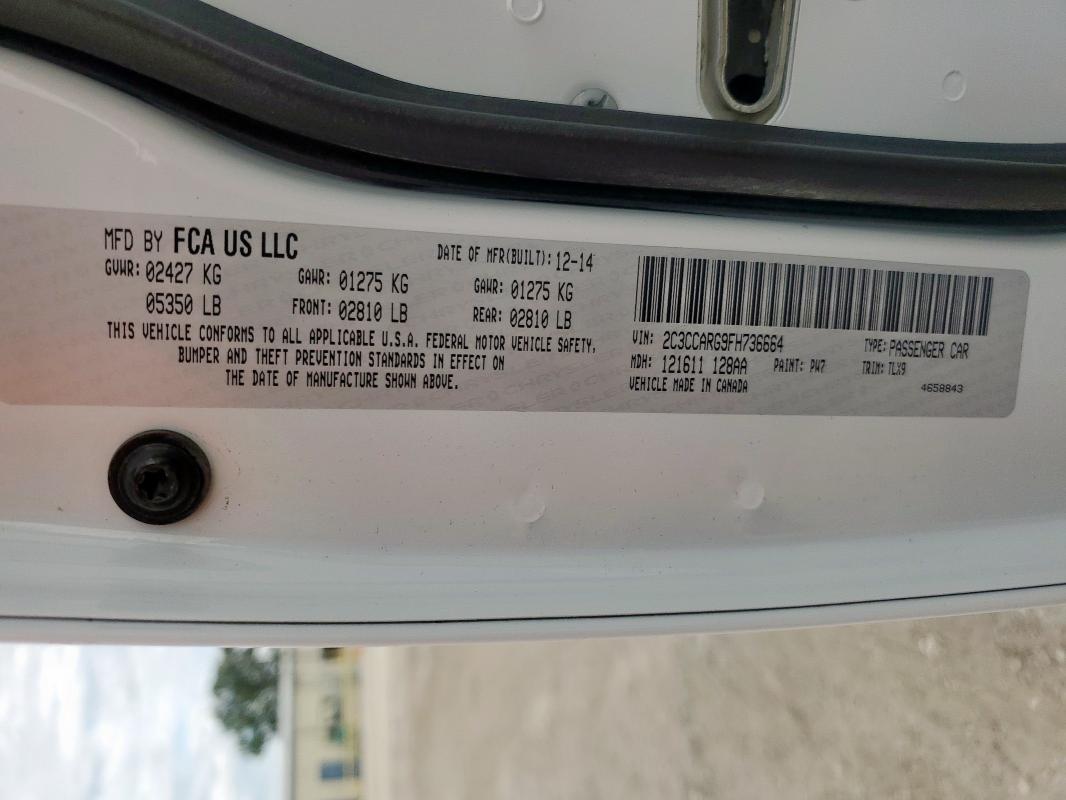 MFD BY FCA US LLC
DATE OF MFR(BUILT): 12-14
GVWR: 02427 KG
GAWR: 01275 KG
GAWR: 01275 KG
05350 LB
FRONT: 02810 LB
REAR: 02810 LB
THIS VEHICLE CONFORMS TO ALL APPLICABLE U.S.A. FEDERAL MOTOR VEHICLE SAFETY,
BUMPER AND THEFT PREVENTION STANDARDS IN EFFECT ON
THE DATE OF MANUFACTURE SHOWN ABOVE.
VIN: 2C3CCARG9FH736664
TYPE: PASSENGER CAR
MDH: 121611 128AA
PAINT: PW7
TRIM: TLX9
VEHICLE MADE IN CANADA
4658843